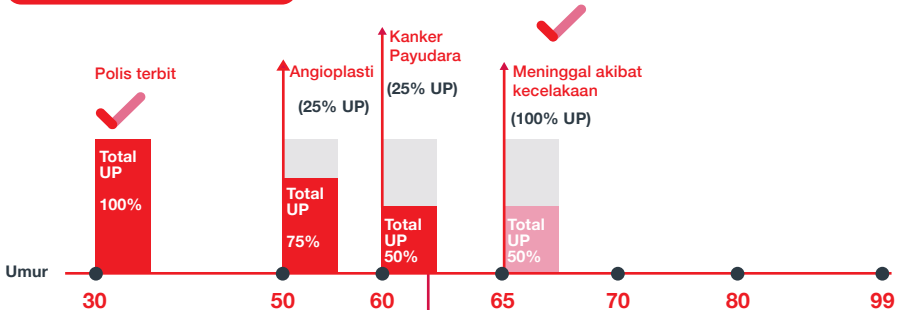 Polis terbit
Total
UP
100%
Angioplasti
(25% UP)
Total
UP
75%
Kanker
Payudara
(25% UP)
Total
UP
50%
Meninggal akibat
kecelakaan
(100% UP)
Total
UP
50%
Umur
30
50
60
65
70
80
99